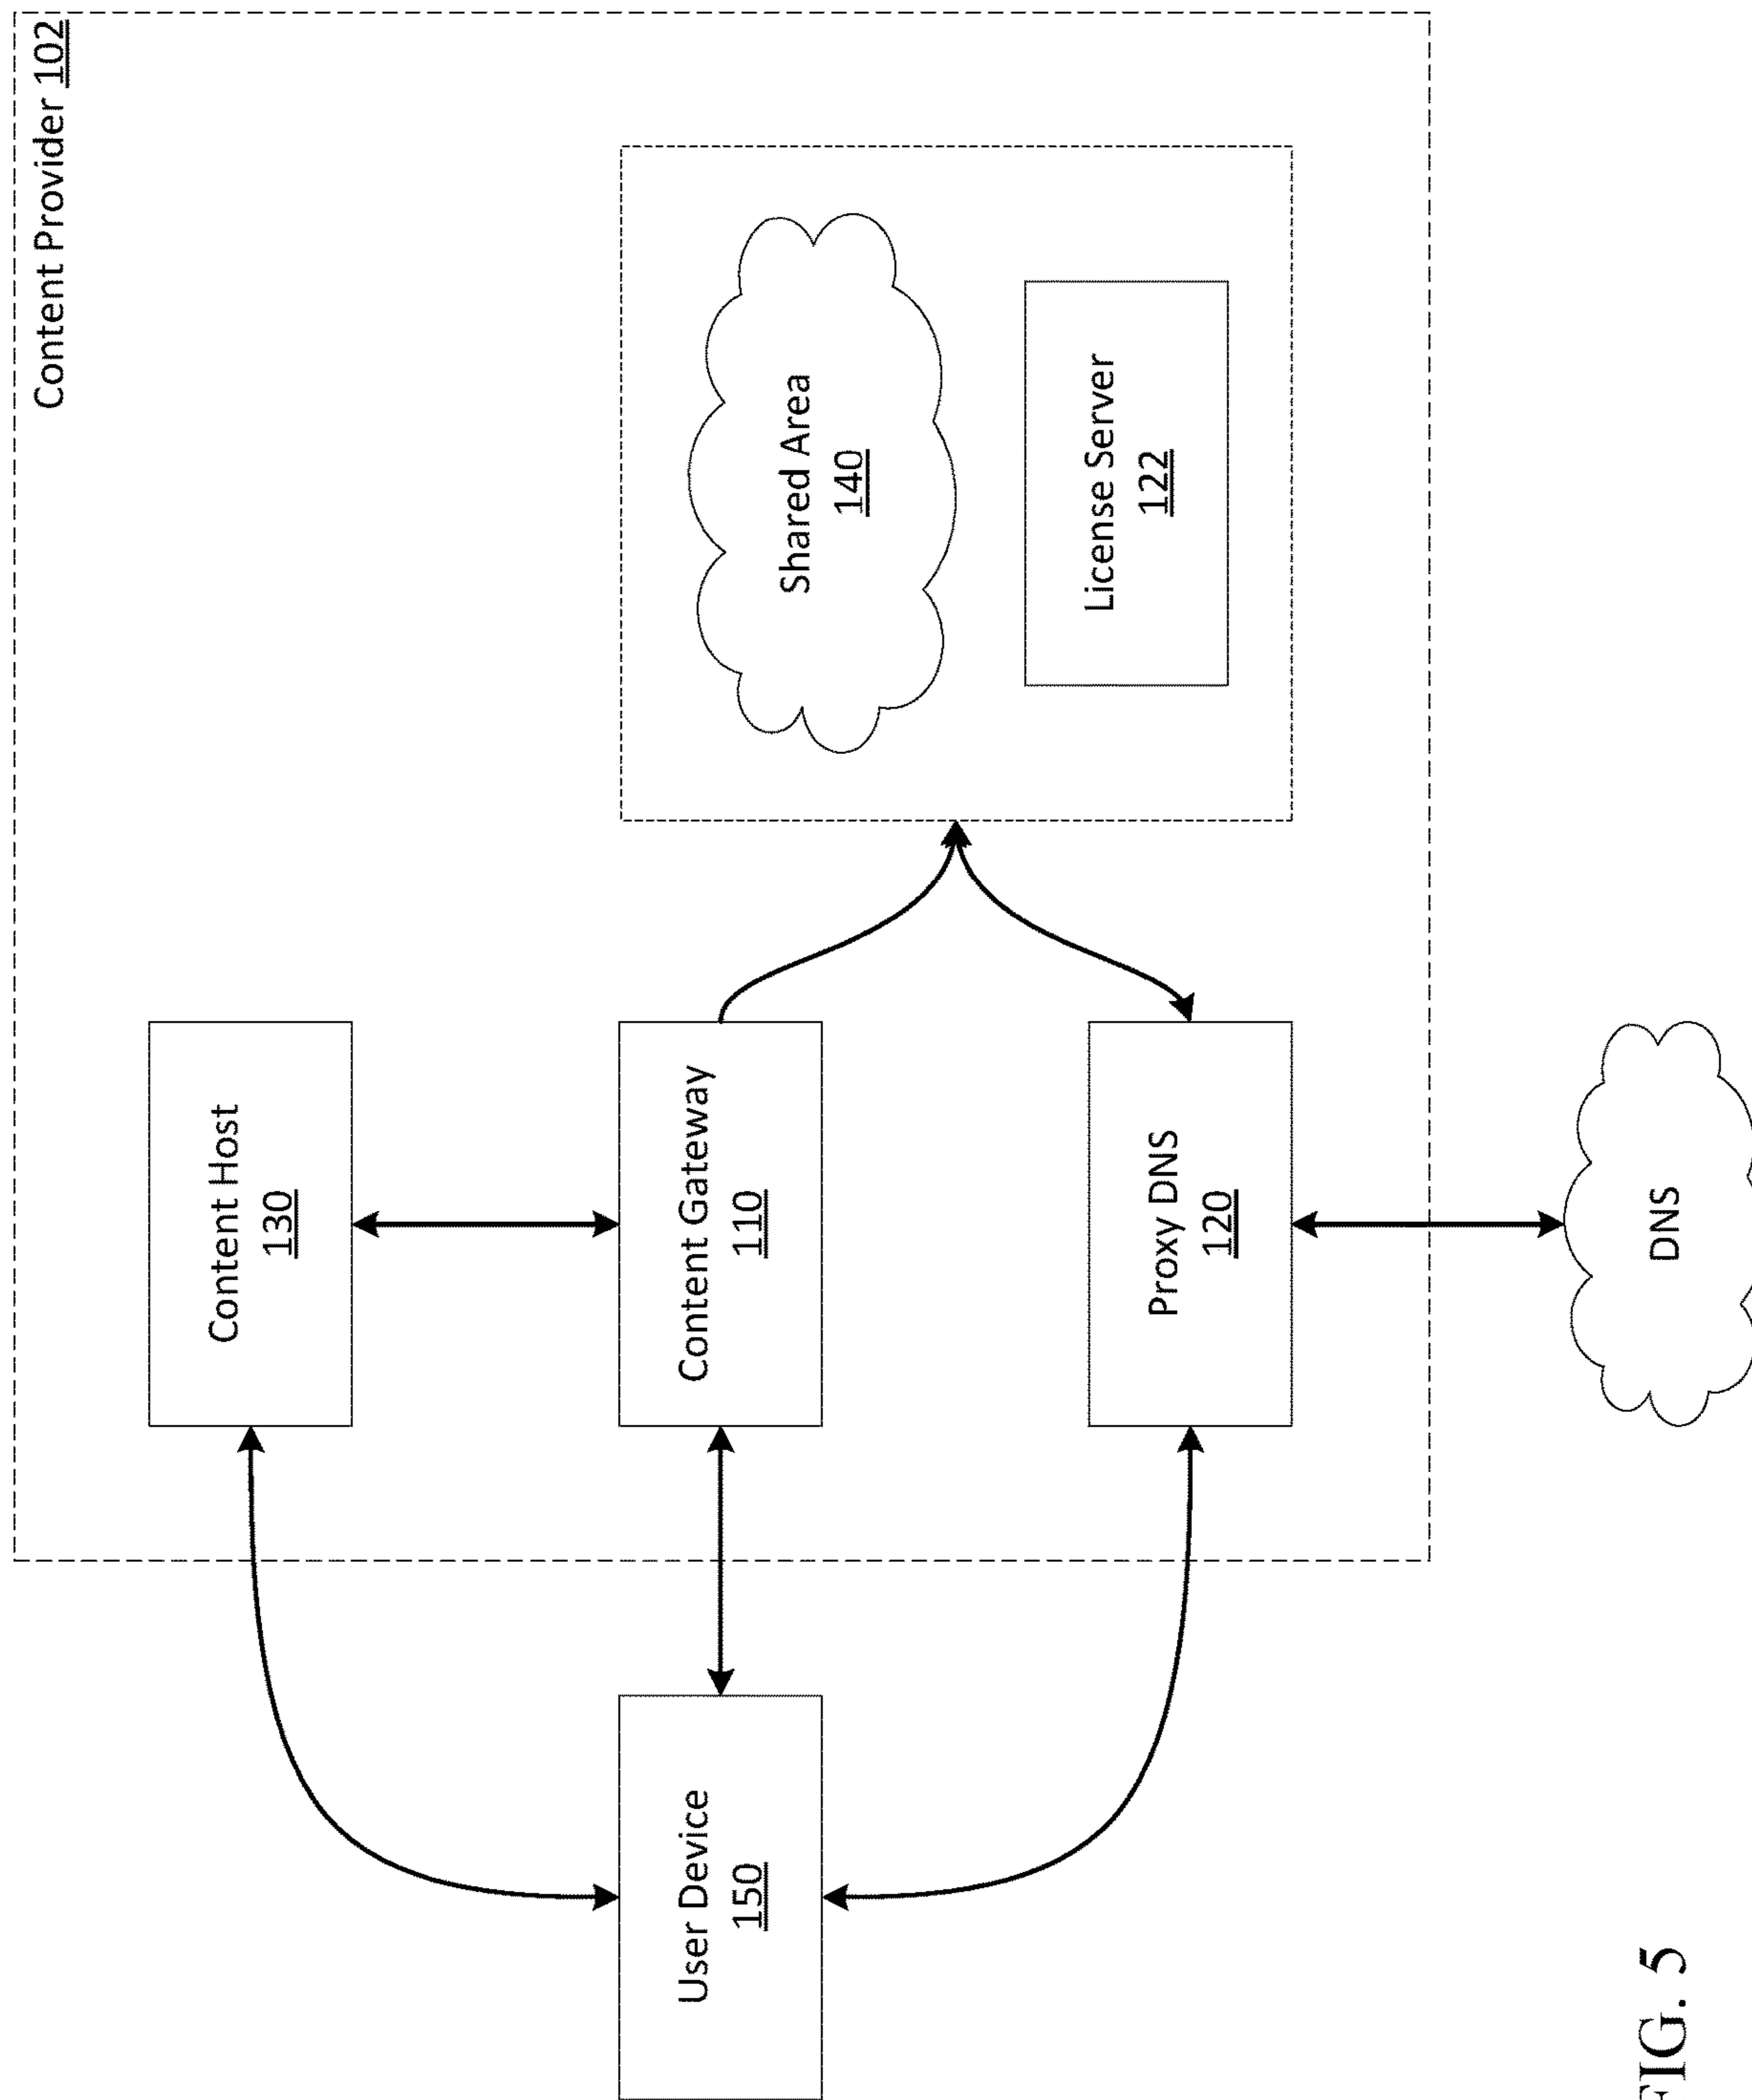 Content Provider 102
Content Host
130
Content Gateway
110
Proxy DNS
120
Shared Area
140
License Server
122
User Device
150
DNS
FIG. 5